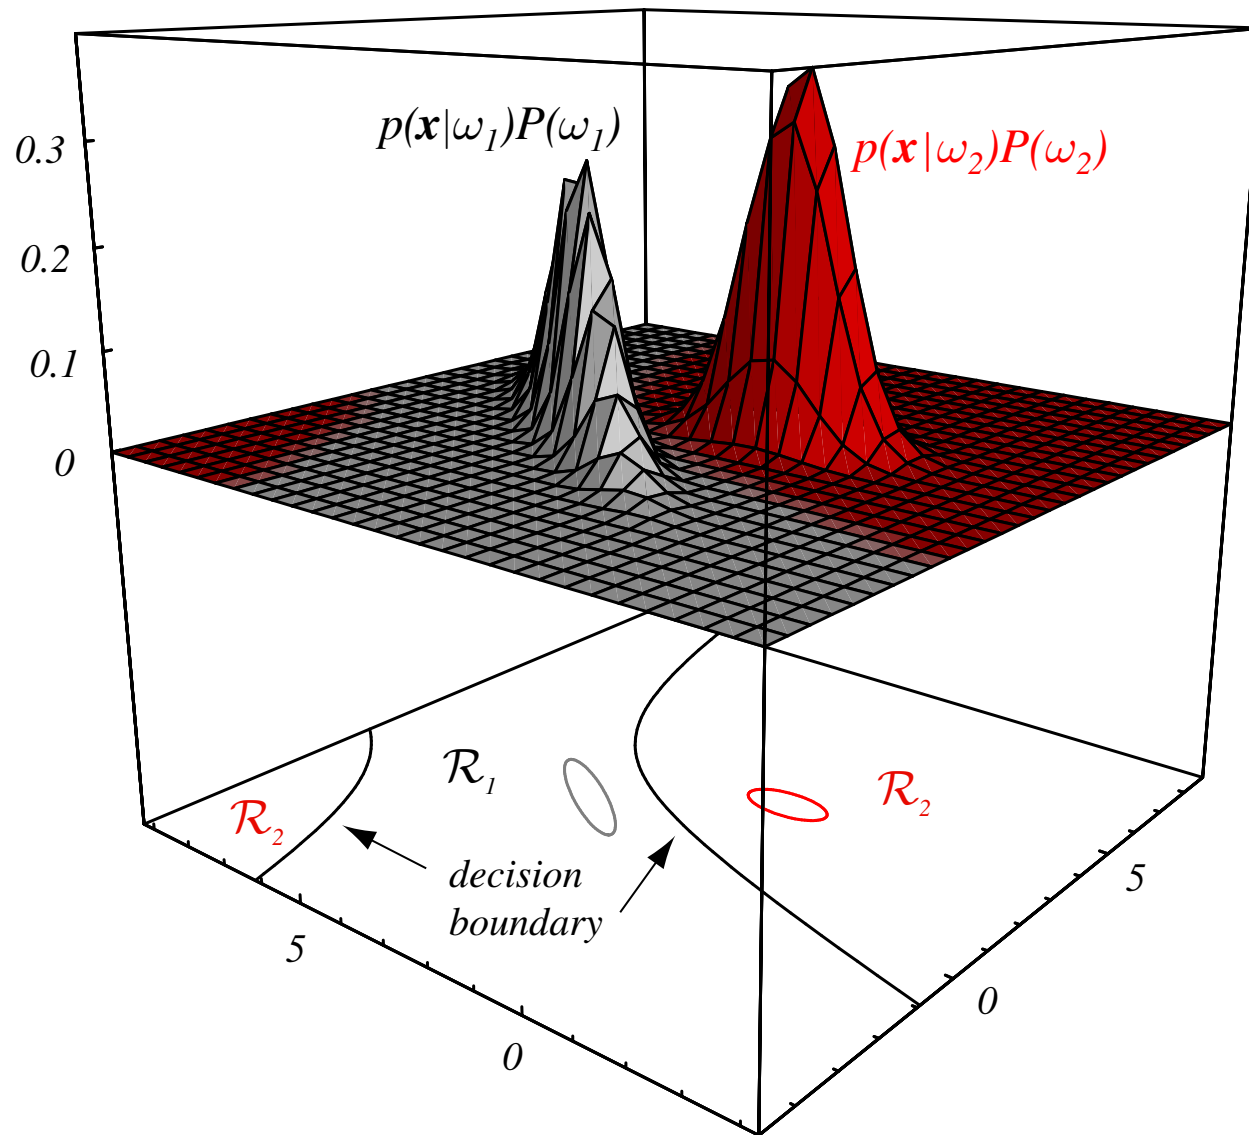 p(x|ω₁)P(ω₁)
p(x|ω₂)P(ω₂)
0.3
0.2
0.1
0
R₁
R₂
R₂
decision
boundary
5
5
0
0